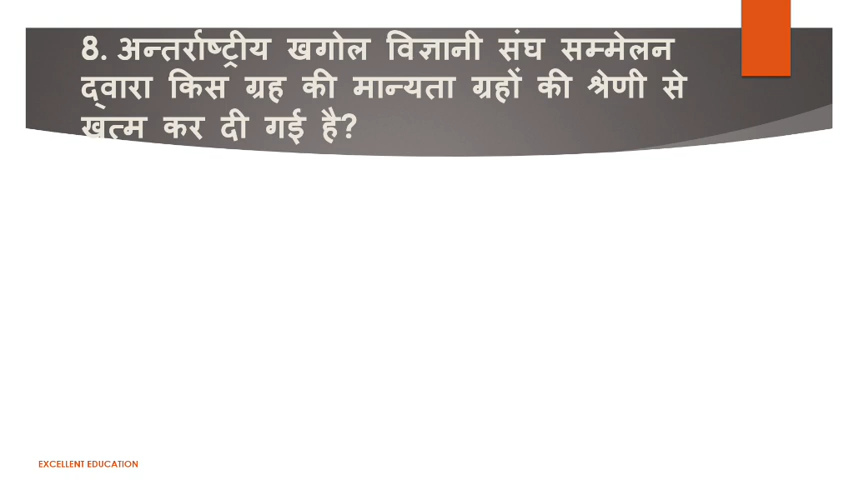 8. अन्तर्राष्ट्रीय खगोल विज्ञानी संघ सम्मेलन
द्वारा किस ग्रह की मान्यता ग्रहों की श्रेणी से
खत्म कर दी गई है?
EXCELLENT EDUCATION